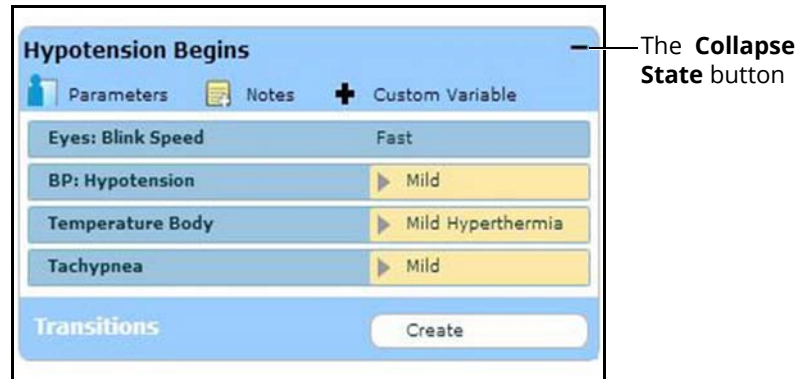 Hypotension Begins
Parameters Notes Custom Variable
Eyes: Blink Speed Fast
BP: Hypotension Mild
Temperature Body Mild Hyperthermia
Tachypnea Mild
Transitions Create
The Collapse
State button